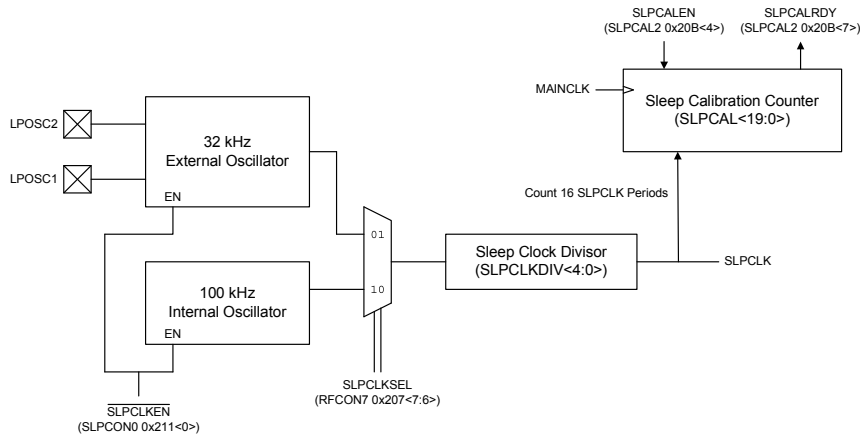 SLPCALEN
(SLPCAL2 0x20B<4>)
SLPCALRDY
(SLPCAL2 0x20B<7>)
MAINCLK
Sleep Calibration Counter
(SLPCAL<19:0>)
LPOSC2
LPOSC1
32 kHz
External Oscillator
EN
Count 16 SLPCLK Periods
01
10
Sleep Clock Divisor
(SLPCLKDIV<4:0>)
SLPCLK
100 kHz
Internal Oscillator
EN
SLPCLKSEL
(RFCON7 0x207<7:6>)
SLPCLKEN
(SLPCON0 0x211<0>)